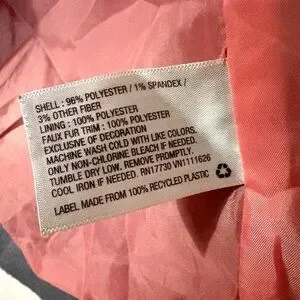 SHELL : 96% POLYESTER / 1% SPANDEX /
3% OTHER FIBER
LINING : 100% POLYESTER
FAUX FUR TRIM : 100% POLYESTER
EXCLUSIVE OF DECORATION
MACHINE WASH COLD WITH LIKE COLORS.
ONLY NON-CHLORINE BLEACH IF NEEDED.
TUMBLE DRY LOW. REMOVE PROMPTLY.
COOL IRON IF NEEDED. RN17730 VN1111626
LABEL MADE FROM 100% RECYCLED PLASTIC